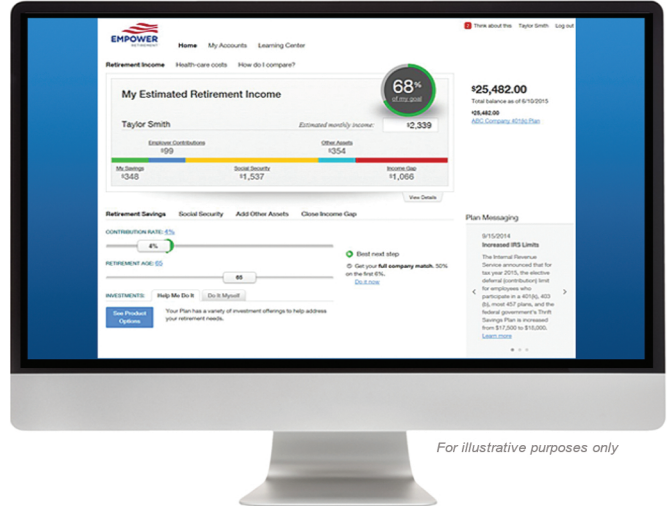 EMPOWER
RETIREMENT
Home My Accounts Learning Center
Think about this Taylor Smith Log out
Retirement Income Health-care costs How do I compare?
My Estimated Retirement Income
68%
of my goal
Taylor Smith Estimated monthly income: $2,339
Employer Contributions Other Assets
$99 $354
My Savings Social Security Income Gap
$348 $1,537 $1,066
View Details
$25,482.00
Total balance as of 6/10/2015
$25,482.00
ABC Company 401(k) Plan
Retirement Savings Social Security Add Other Assets Close Income Gap
CONTRIBUTION RATE: 4%
4%
RETIREMENT AGE: 65
65
Best next step
Get your full company match. 50%
on the first 6%.
Do it now
INVESTMENTS: Help Me Do It Do It Myself
See Product
Options
Your Plan has a variety of investment offerings to help address
your retirement needs.
Plan Messaging
9/15/2014
Increased IRS Limits
The Internal Revenue
Service announced that for
tax year 2015, the elective
deferral (contribution) limit
for employees who
participate in a 401(k), 403
(b), most 457 plans, and the
federal government's Thrift
Savings Plan is increased
from $17,500 to $18,000.
Learn more
For illustrative purposes only